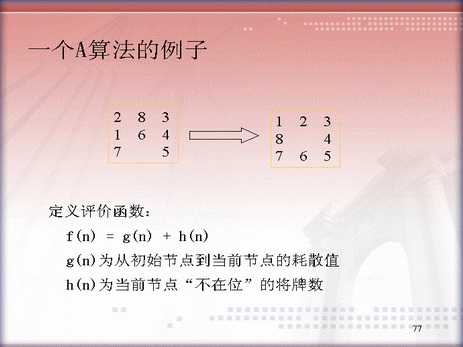 一个A算法的例子
2 8 3 1 2 3
1 6 4 8 4
7 5 7 6 5
定义评价函数：
f(n) = g(n) + h(n)
g(n)为从初始节点到当前节点的耗散值
h(n)为当前节点“不在位”的将牌数
77